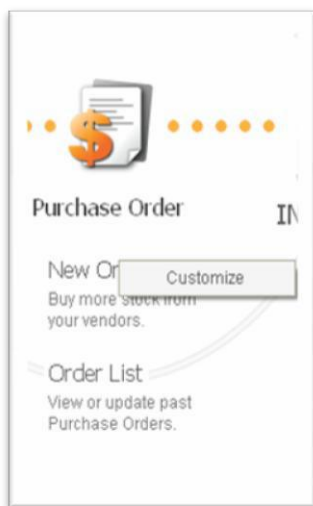 $
Purchase Order
IN
New Or
Customize
Buy more stock from
your vendors.
Order List
View or update past
Purchase Orders.